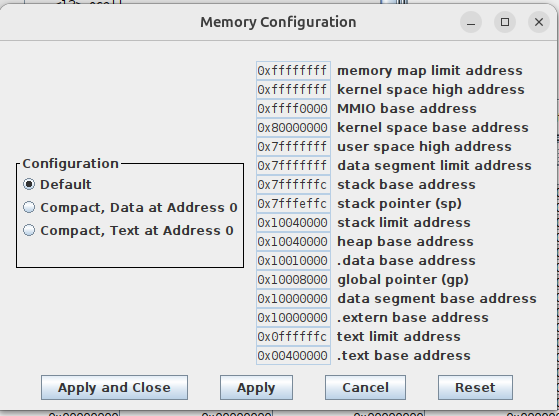 Memory Configuration
0xffffffff memory map limit address
0xffffffff kernel space high address
0xffff0000 MMIO base address
0x80000000 kernel space base address
0x7fffffff user space high address
0x7fffffff data segment limit address
0x7ffffffc stack base address
0x7fffeffc stack pointer (sp)
0x10040000 stack limit address
0x10040000 heap base address
0x10010000 .data base address
0x10008000 global pointer (gp)
0x10000000 data segment base address
0x10000000 .extern base address
0x0ffffffc text limit address
0x00400000 .text base address
Configuration
Default
Compact, Data at Address 0
Compact, Text at Address 0
Apply and Close Apply Cancel Reset